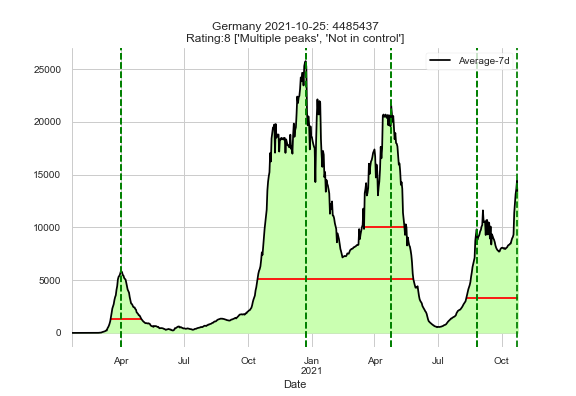 Germany 2021-10-25: 4485437
Rating:8 ['Multiple peaks', 'Not in control']
Average-7d
25000
20000
15000
10000
5000
0
Apr Jul Oct Jan Apr Jul Oct
2021
Date